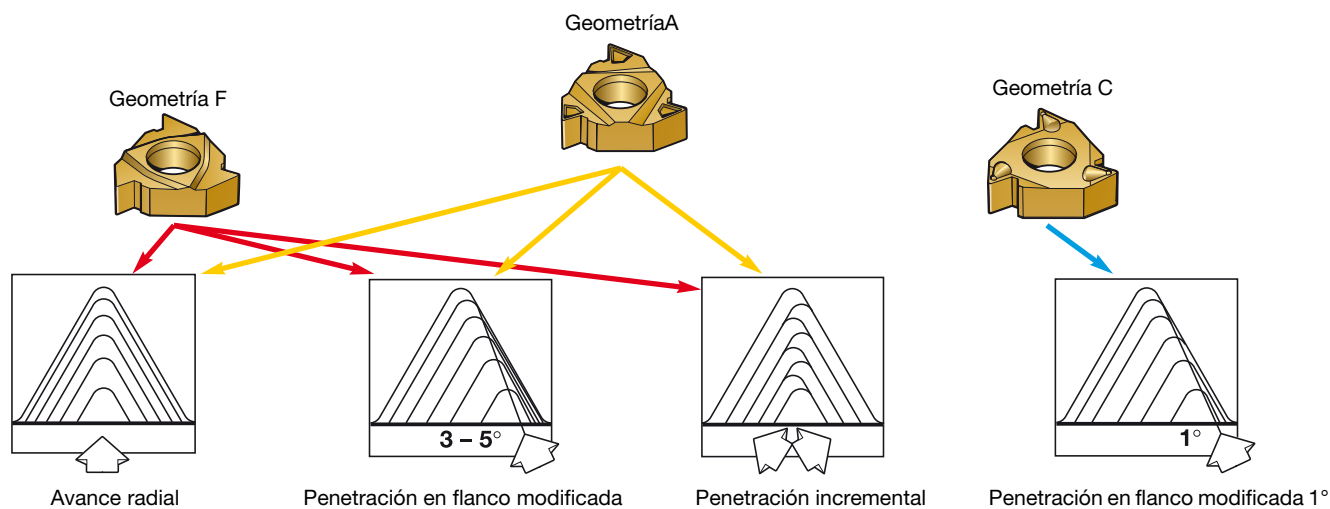 GeometríaA
Geometría F
Geometría C
3 – 5°
1°
Avance radial
Penetración en flanco modificada
Penetración incremental
Penetración en flanco modificada 1°